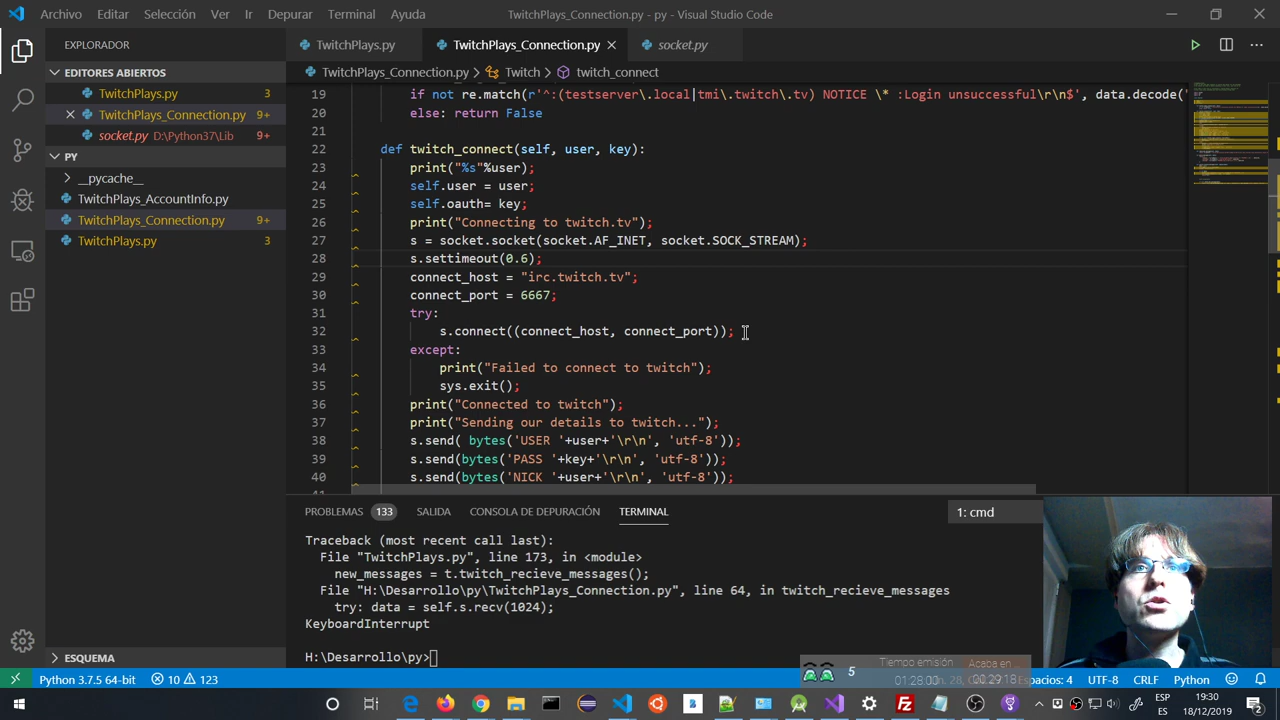 Archivo Editar Selección Ver Ir Depurar Terminal Ayuda TwitchPlays_Connection.py - py - Visual Studio Code
EXPLORADOR
EDITORES ABIERTOS
TwitchPlays.py 3
TwitchPlays_Connection.py 9+
socket.py D:\Python37\Lib 9+
PY
__pycache__
TwitchPlays_AccountInfo.py
TwitchPlays_Connection.py 9+
TwitchPlays.py 3
ESQUEMA
TwitchPlays.py TwitchPlays_Connection.py socket.py
TwitchPlays_Connection.py > Twitch > twitch_connect
19 if not re.match(r'^:(testserver\.local|tmi\.twitch\.tv) NOTICE \* :Login unsuccessful\r\n$', data.decode('
20 else: return False
21
22 def twitch_connect(self, user, key):
23 print("%s"%user);
24 self.user = user;
25 self.oauth= key;
26 print("Connecting to twitch.tv");
27 s = socket.socket(socket.AF_INET, socket.SOCK_STREAM);
28 s.settimeout(0.6);
29 connect_host = "irc.twitch.tv";
30 connect_port = 6667;
31 try:
32 s.connect((connect_host, connect_port));
33 except:
34 print("Failed to connect to twitch");
35 sys.exit();
36 print("Connected to twitch");
37 print("Sending our details to twitch...");
38 s.send( bytes('USER '+user+'\r\n', 'utf-8'));
39 s.send(bytes('PASS '+key+'\r\n', 'utf-8'));
40 s.send(bytes('NICK '+user+'\r\n', 'utf-8'));
PROBLEMAS 133 SALIDA CONSOLA DE DEPURACIÓN TERMINAL 1: cmd
Traceback (most recent call last):
File "TwitchPlays.py", line 173, in <module>
new_messages = t.twitch_recieve_messages();
File "H:\Desarrollo\py\TwitchPlays_Connection.py", line 64, in twitch_recieve_messages
try: data = self.s.recv(1024);
KeyboardInterrupt
H:\Desarrollo\py>
5 Tiempo emisión Acaba en
01:28:00 00:29:18
Python 3.7.5 64-bit 10 123 Lín. 28, Espacios: 4 UTF-8 CRLF Python
ESP 19:30
ES 18/12/2019